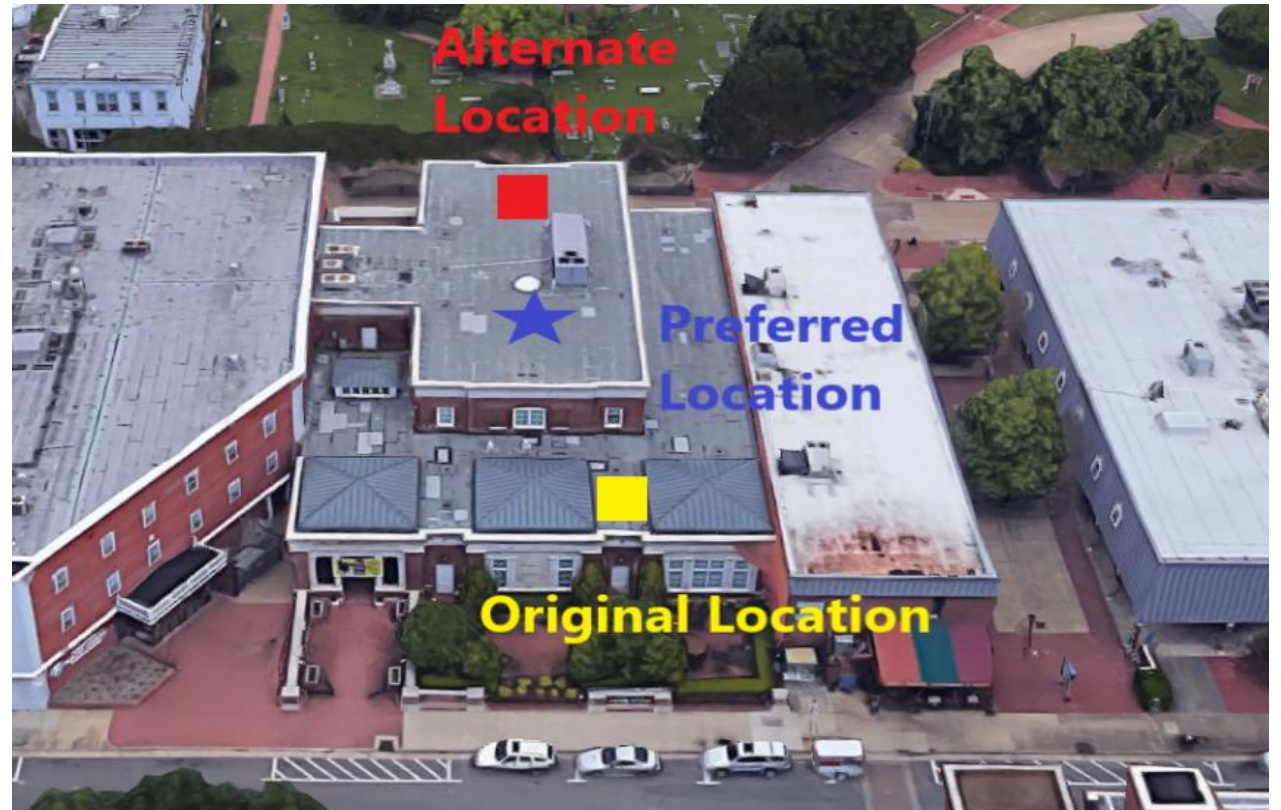 Alternate
Location
Preferred
Location
Original Location